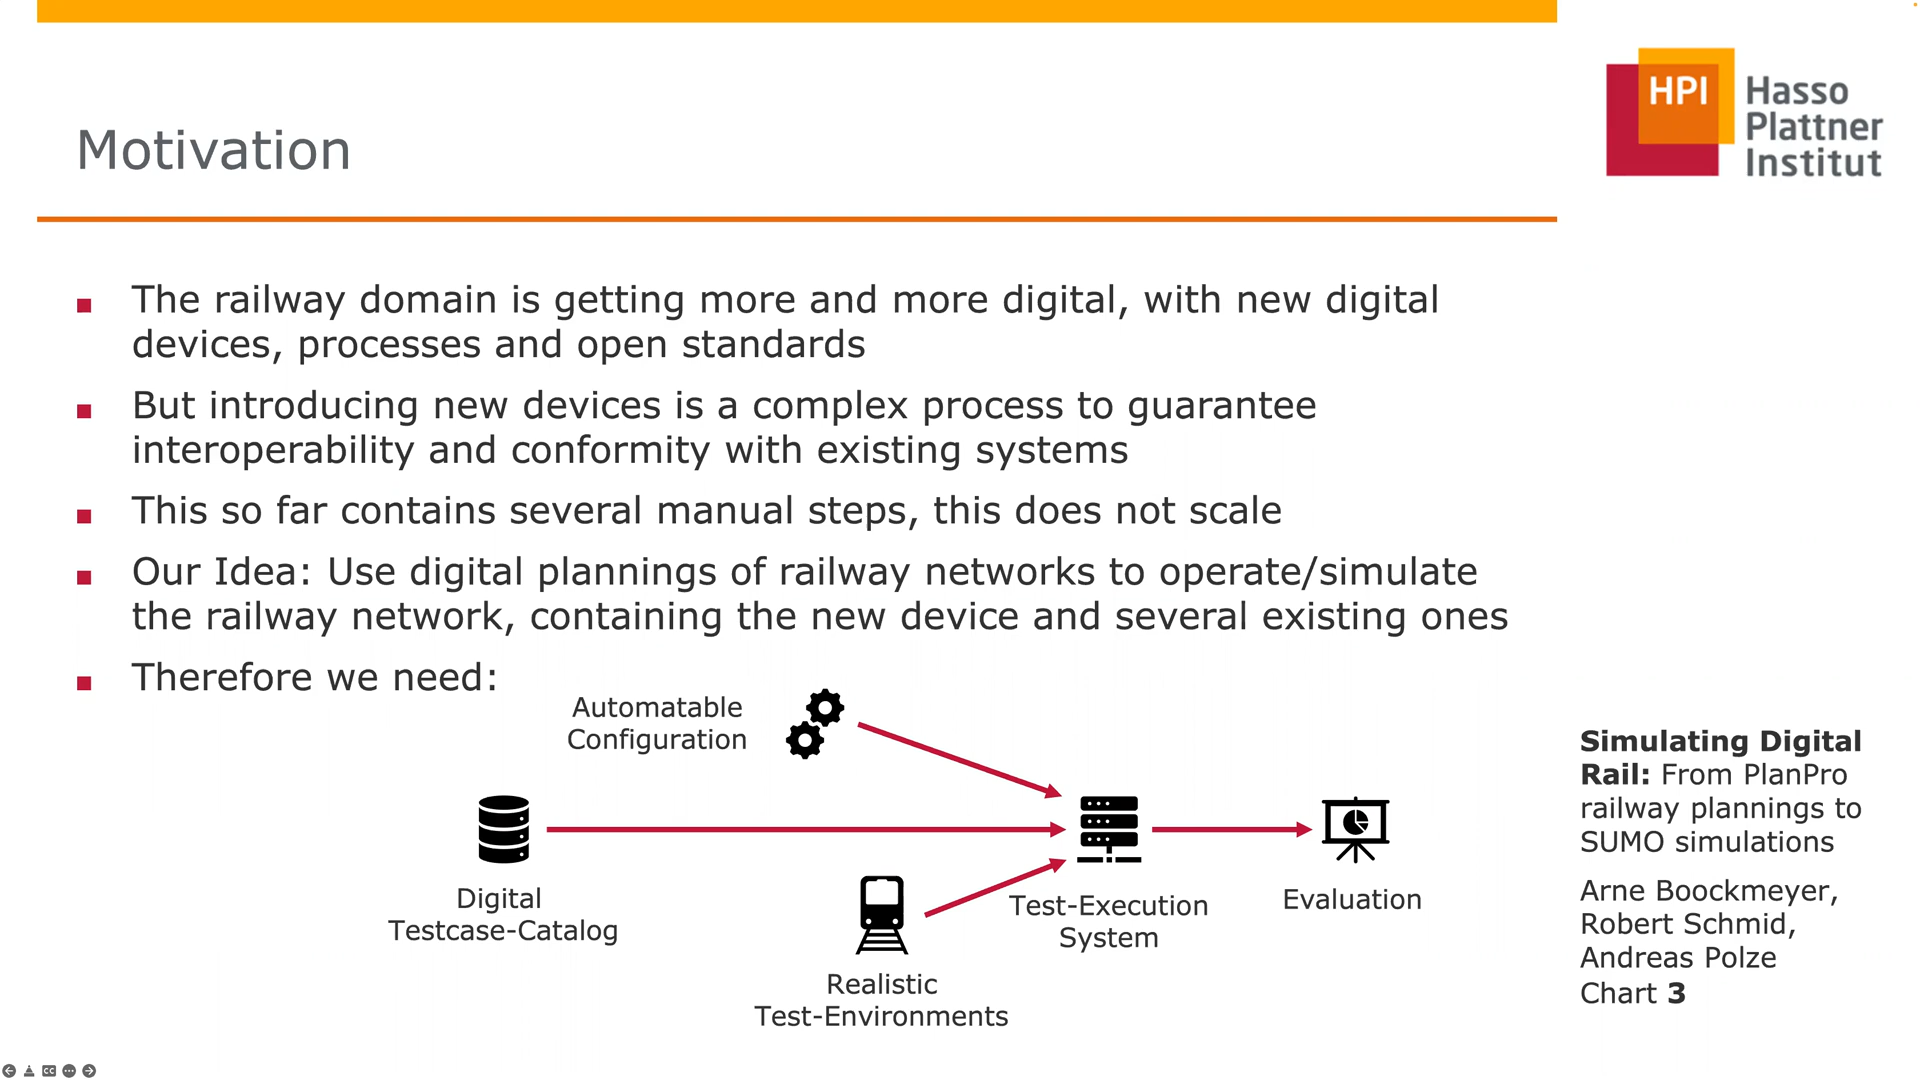 Motivation
HPI
Hasso
Plattner
Institut
The railway domain is getting more and more digital, with new digital
devices, processes and open standards
But introducing new devices is a complex process to guarantee
interoperability and conformity with existing systems
This so far contains several manual steps, this does not scale
Our Idea: Use digital plannings of railway networks to operate/simulate
the railway network, containing the new device and several existing ones
Therefore we need:
Automatable
Configuration
Digital
Testcase-Catalog
Realistic
Test-Environments
Test-Execution
System
Evaluation
Simulating Digital
Rail: From PlanPro
railway plannings to
SUMO simulations
Arne Boockmeyer,
Robert Schmid,
Andreas Polze
Chart 3
CC